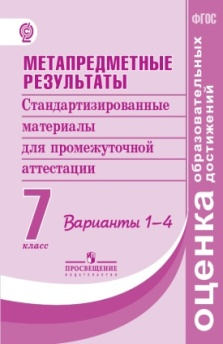 ФГОС
МЕТАПРЕДМЕТНЫЕ
РЕЗУЛЬТАТЫ
Стандартизированные
материалы
для промежуточной
аттестации
7
класс
Варианты 1–4
ПРОСВЕЩЕНИЕ
ИЗДАТЕЛЬСТВО
оценка
образовательных
достижений